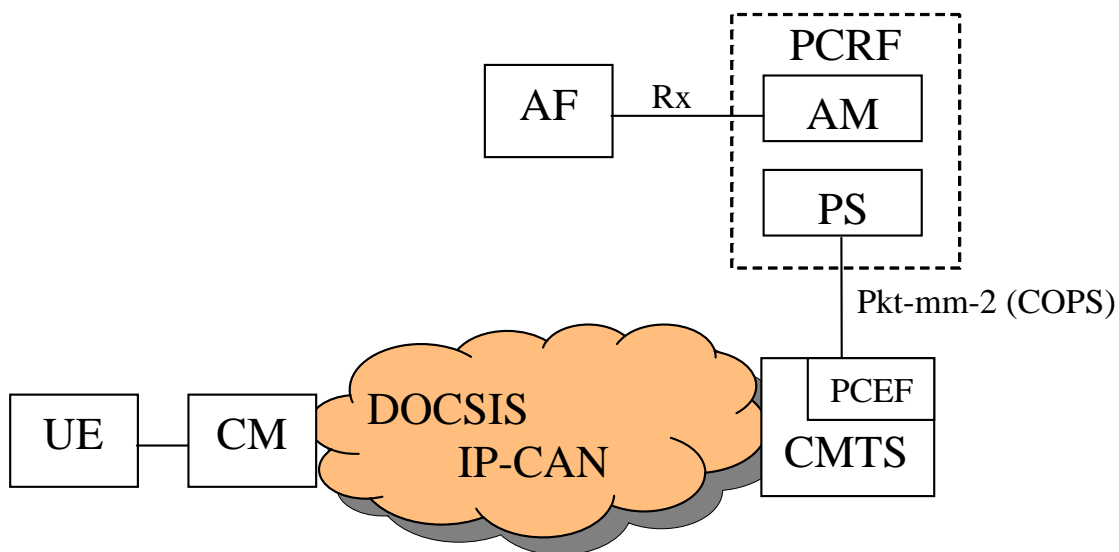 PCRF
AF
Rx
AM
PS
Pkt-mm-2 (COPS)
PCEF
DOCSIS
UE
CM
CMTS
IP-CAN